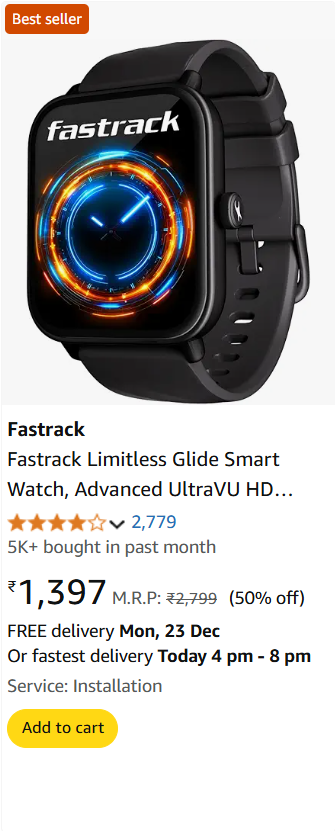 Best seller
fastrack
Fastrack
Fastrack Limitless Glide Smart
Watch, Advanced UltraVU HD...
2,779
5K+ bought in past month
₹1,397 M.R.P: ₹2,799 (50% off)
FREE delivery Mon, 23 Dec
Or fastest delivery Today 4 pm - 8 pm
Service: Installation
Add to cart